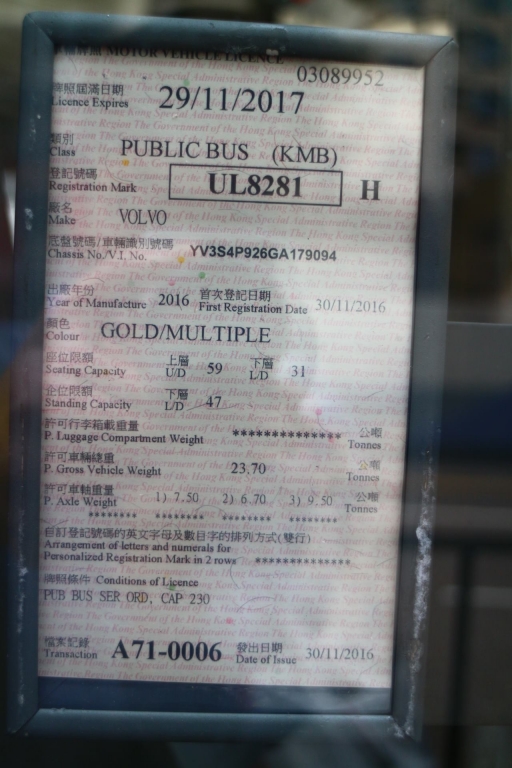 MOTOR VEHICLE LICENCE
03089952
牌照屆滿日期
Licence Expires 29/11/2017
類別
Class PUBLIC BUS (KMB)
登記號碼
Registration Mark UL8281 H
廠名
Make VOLVO
底盤號碼/車輛識別號碼
Chassis No./V.I. No. YV3S4P926GA179094
出廠年份 首次登記日期
Year of Manufacture 2016 First Registration Date 30/11/2016
顏色
Colour GOLD/MULTIPLE
座位限額 上層 下層
Seating Capacity U/D 59 L/D 31
企位限額 下層
Standing Capacity L/D 47
許可行李箱載重量 公噸
P. Luggage Compartment Weight ************** Tonnes
許可車輛總重 公噸
P. Gross Vehicle Weight 23.70 Tonnes
許可車軸重量 公噸
P. Axle Weight 1) 7.50 2) 6.70 3) 9.50 Tonnes
******** ******** ******** ********
自訂登記號碼的英文字母及數目字的排列方式(雙行)
Arrangement of letters and numerals for
Personalized Registration Mark in 2 rows ****************
牌照條件 Conditions of Licence
PUB BUS SER ORD, CAP 230
檔案記錄 發出日期
Transaction A71-0006 Date of Issue 30/11/2016